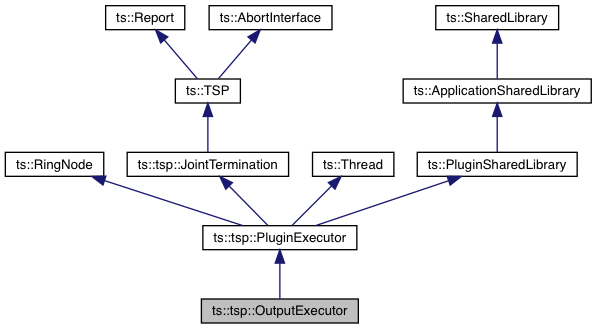 ts::Report
ts::AbortInterface
ts::SharedLibrary
ts::TSP
ts::ApplicationSharedLibrary
ts::RingNode
ts::tsp::JointTermination
ts::Thread
ts::PluginSharedLibrary
ts::tsp::PluginExecutor
ts::tsp::OutputExecutor